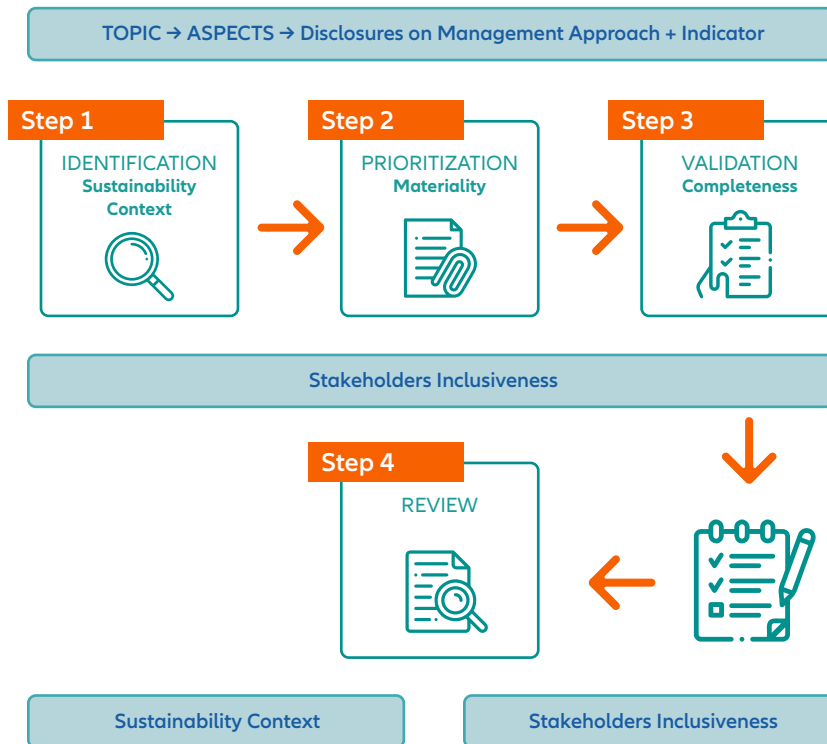 TOPIC → ASPECTS → Disclosures on Management Approach + Indicator
Step 1
IDENTIFICATION
Sustainability
Context
Step 2
PRIORITIZATION
Materiality
Step 3
VALIDATION
Completeness
Stakeholders Inclusiveness
Step 4
REVIEW
Sustainability Context
Stakeholders Inclusiveness